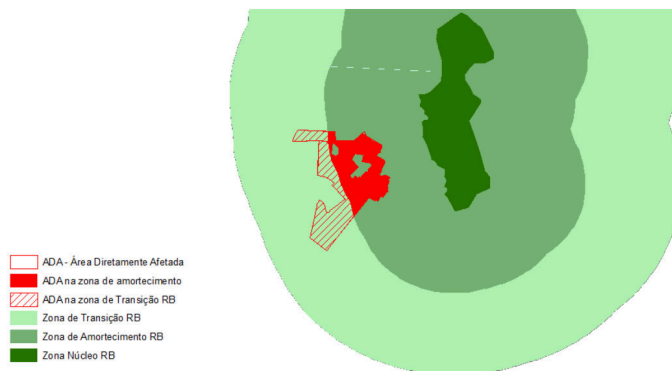 ADA - Área Diretamente Afetada
ADA na zona de amortecimento
ADA na zona de Transição RB
Zona de Transição RB
Zona de Amortecimento RB
Zona Núcleo RB